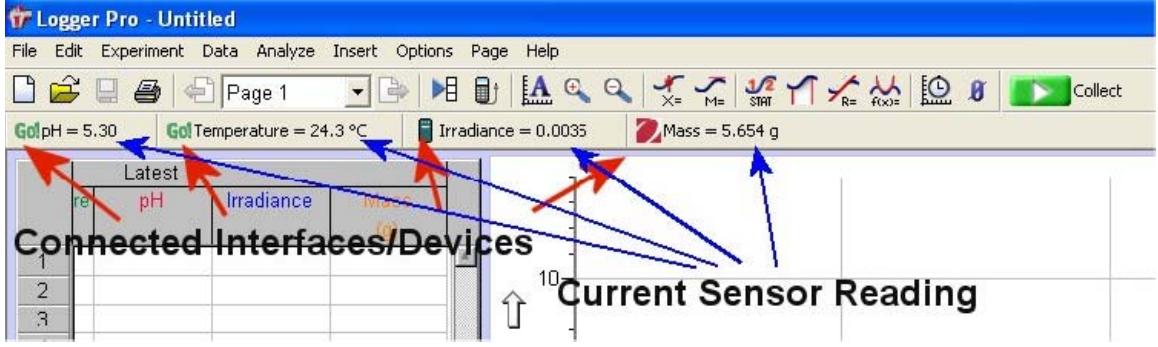 Logger Pro - Untitled
File Edit Experiment Data Analyze Insert Options Page Help
Page 1 A X= M= 1/2 STAT R= f(x)= Collect
Go! pH = 5.30 Go! Temperature = 24.3 °C Irradiance = 0.0035 Mass = 5.654 g
Latest
re pH Irradiance Mass
(g)
Connected Interfaces/Devices
1
2
3
10
Current Sensor Reading